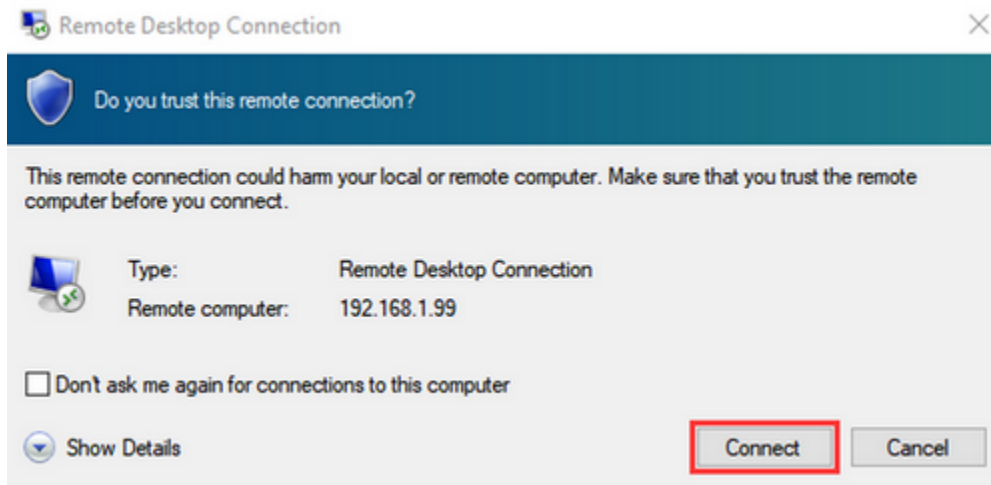 Remote Desktop Connection
Do you trust this remote connection?
This remote connection could harm your local or remote computer. Make sure that you trust the remote
computer before you connect.
Type: Remote Desktop Connection
Remote computer: 192.168.1.99
Don't ask me again for connections to this computer
Show Details Connect Cancel